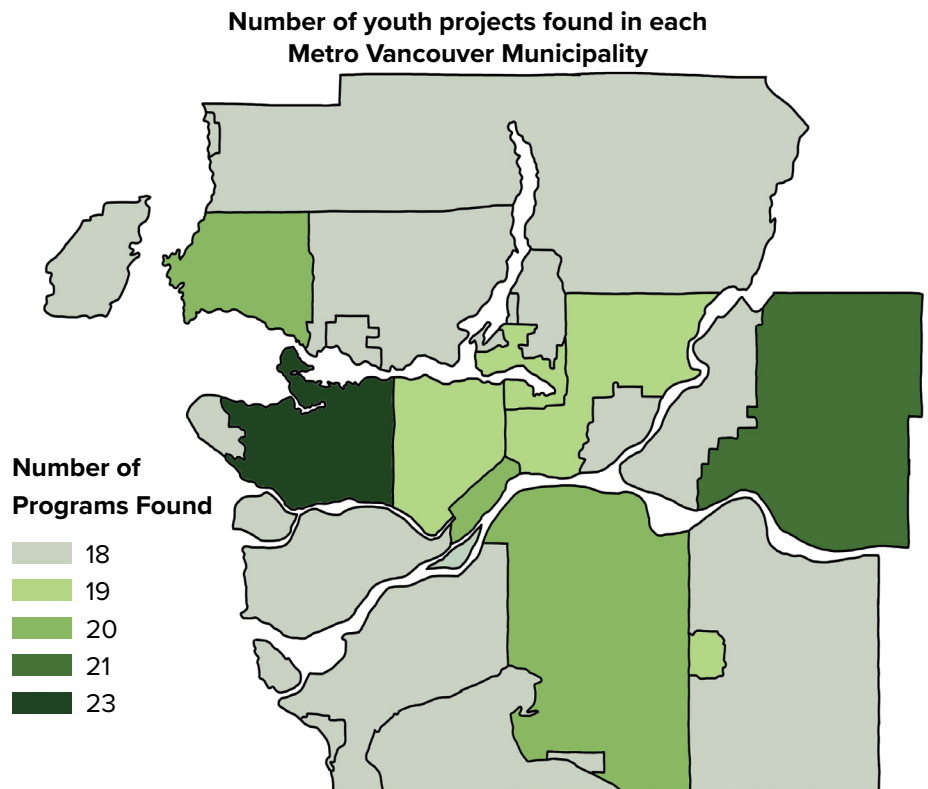 Number of youth projects found in each
Metro Vancouver Municipality
Number of
Programs Found
18
19
20
21
23